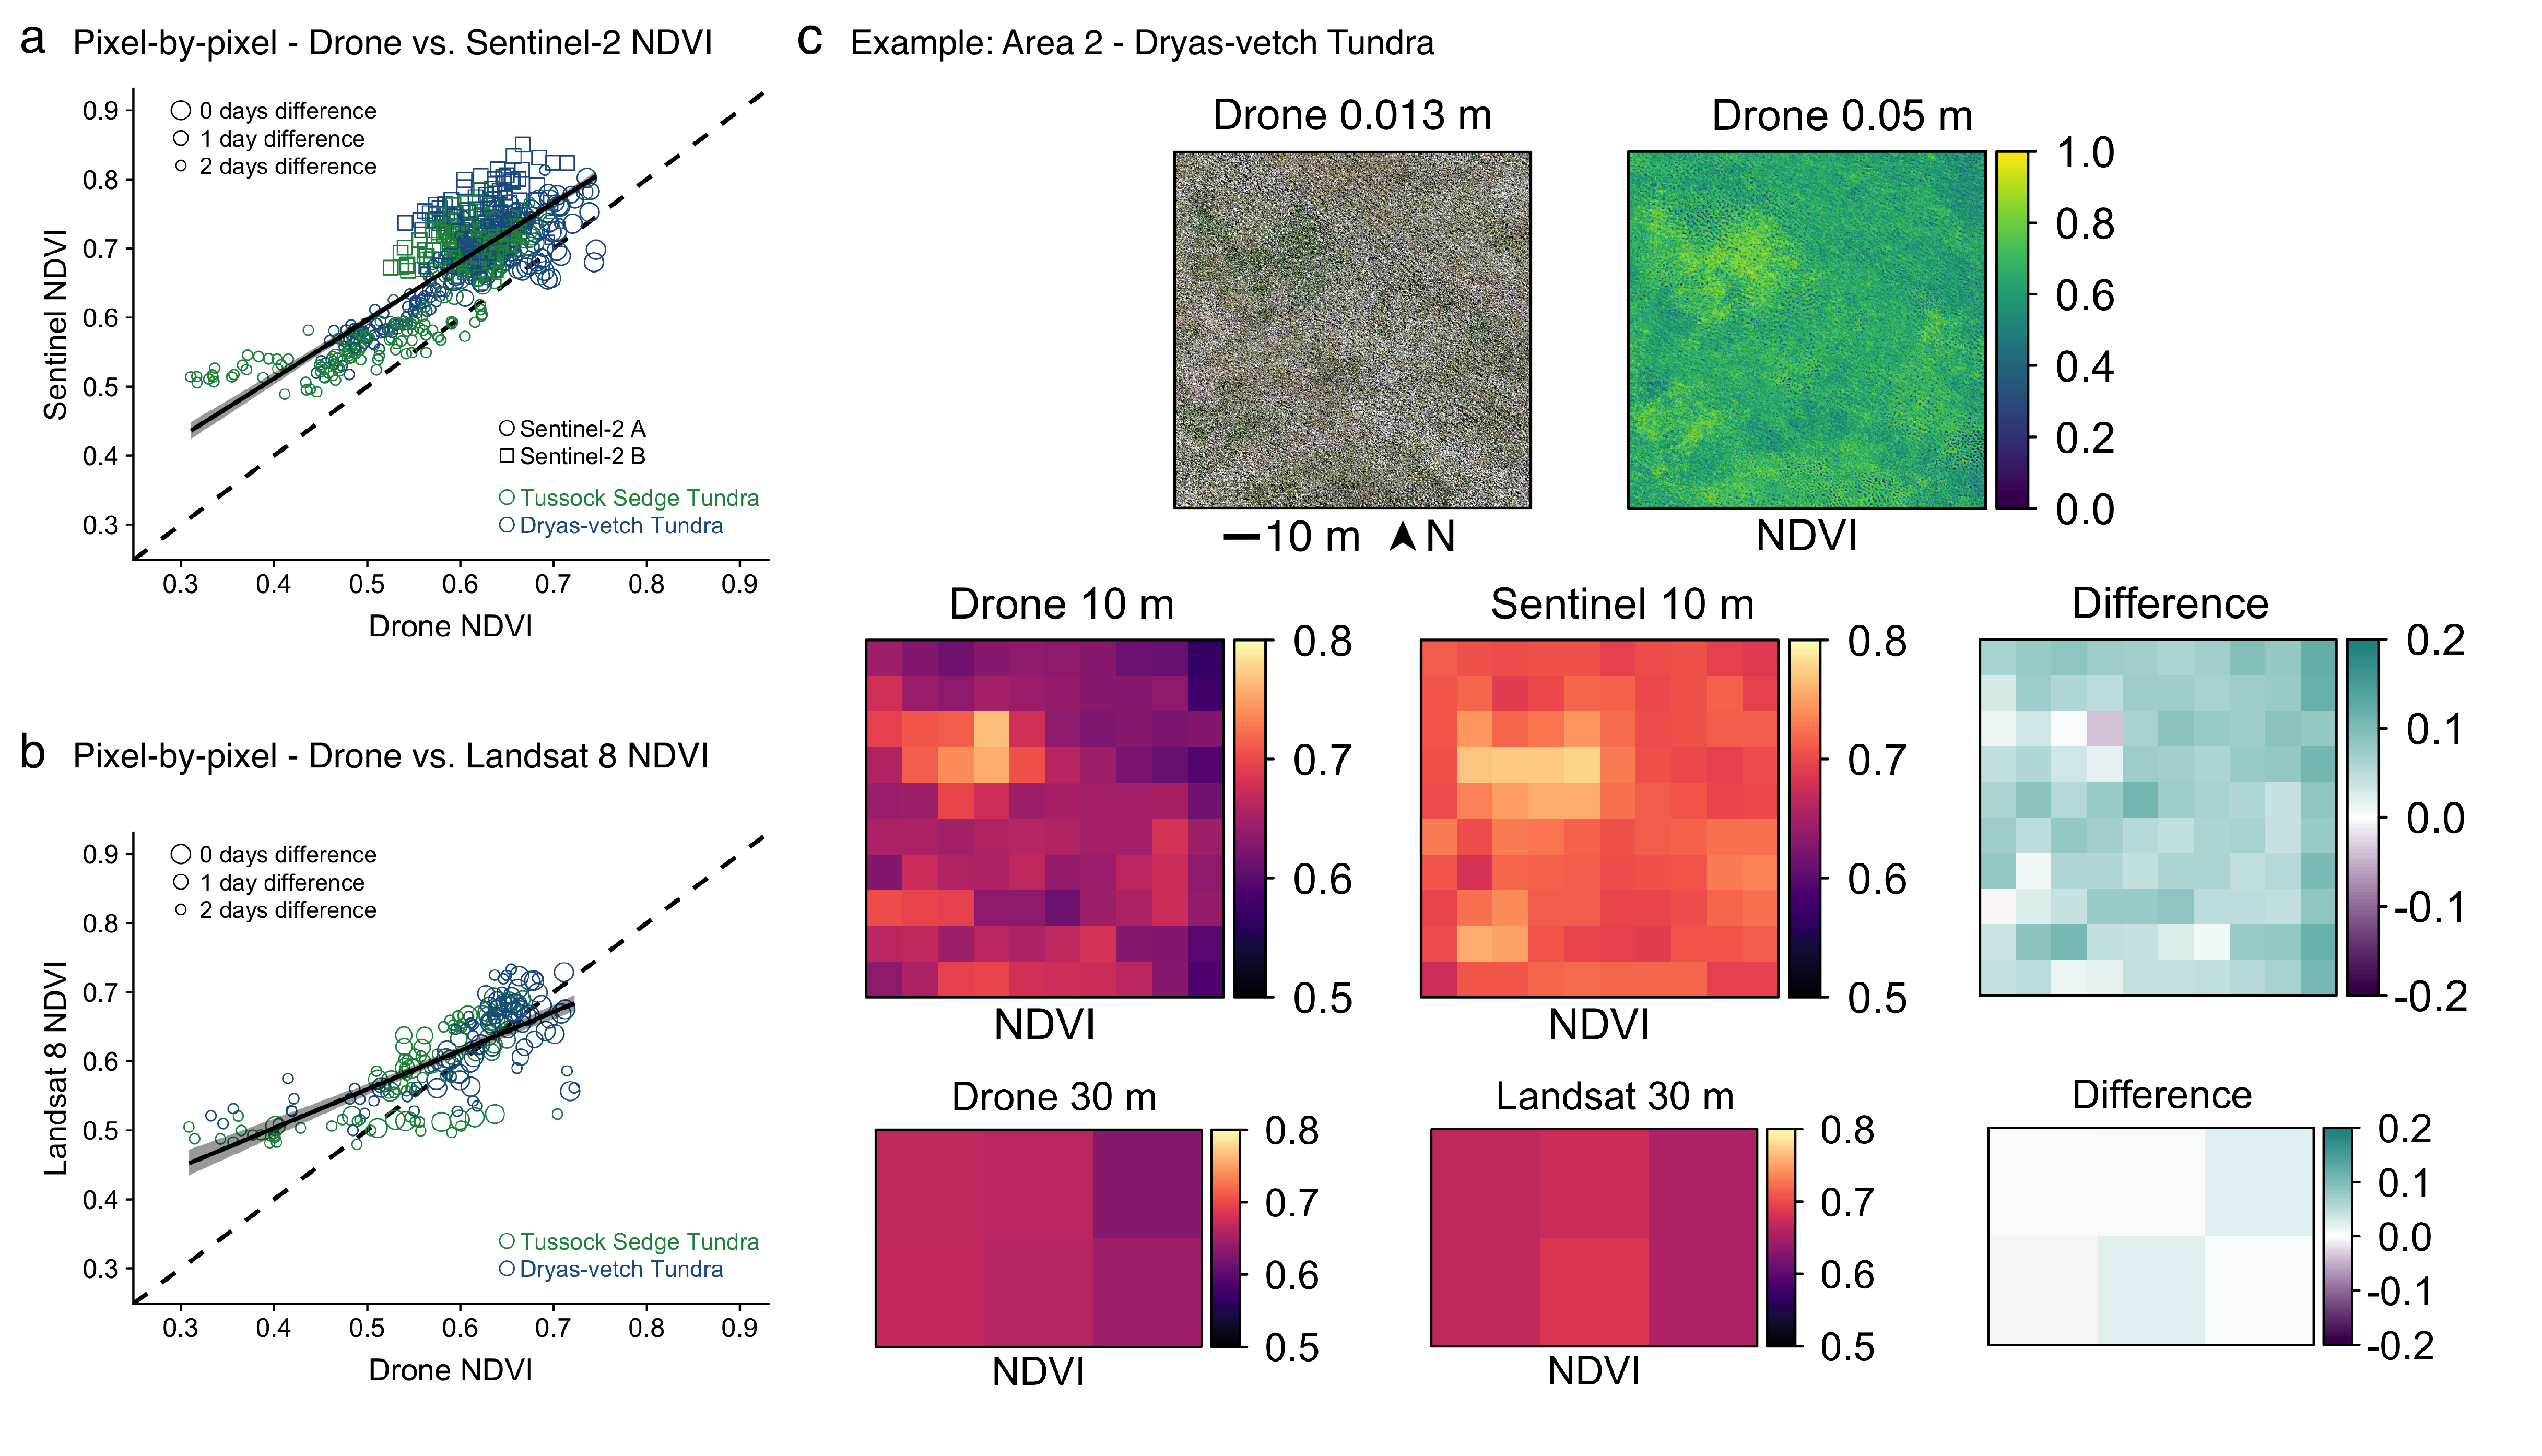 a Pixel-by-pixel - Drone vs. Sentinel-2 NDVI
0.9
0.8
0.7
0.6
0.5
0.4
0.3
Sentinel NDVI
0 days difference
1 day difference
2 days difference
Sentinel-2 A
Sentinel-2 B
Tussock Sedge Tundra
Dryas-vetch Tundra
0.3 0.4 0.5 0.6 0.7 0.8 0.9
Drone NDVI
b Pixel-by-pixel - Drone vs. Landsat 8 NDVI
0.9
0.8
0.7
0.6
0.5
0.4
0.3
Landsat 8 NDVI
0 days difference
1 day difference
2 days difference
Tussock Sedge Tundra
Dryas-vetch Tundra
0.3 0.4 0.5 0.6 0.7 0.8 0.9
Drone NDVI
c Example: Area 2 - Dryas-vetch Tundra
Drone 0.013 m
10 m N
Drone 0.05 m
1.0
0.8
0.6
0.4
0.2
0.0
NDVI
Drone 10 m
0.8
0.7
0.6
0.5
NDVI
Sentinel 10 m
0.8
0.7
0.6
0.5
NDVI
Difference
0.2
0.1
0.0
-0.1
-0.2
Drone 30 m
0.8
0.7
0.6
0.5
NDVI
Landsat 30 m
0.8
0.7
0.6
0.5
NDVI
Difference
0.2
0.1
0.0
-0.1
-0.2